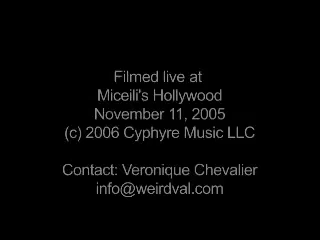 Filmed live at
Miceili's Hollywood
November 11, 2005
(c) 2006 Cyphyre Music LLC
Contact: Veronique Chevalier
info@weirdval.com